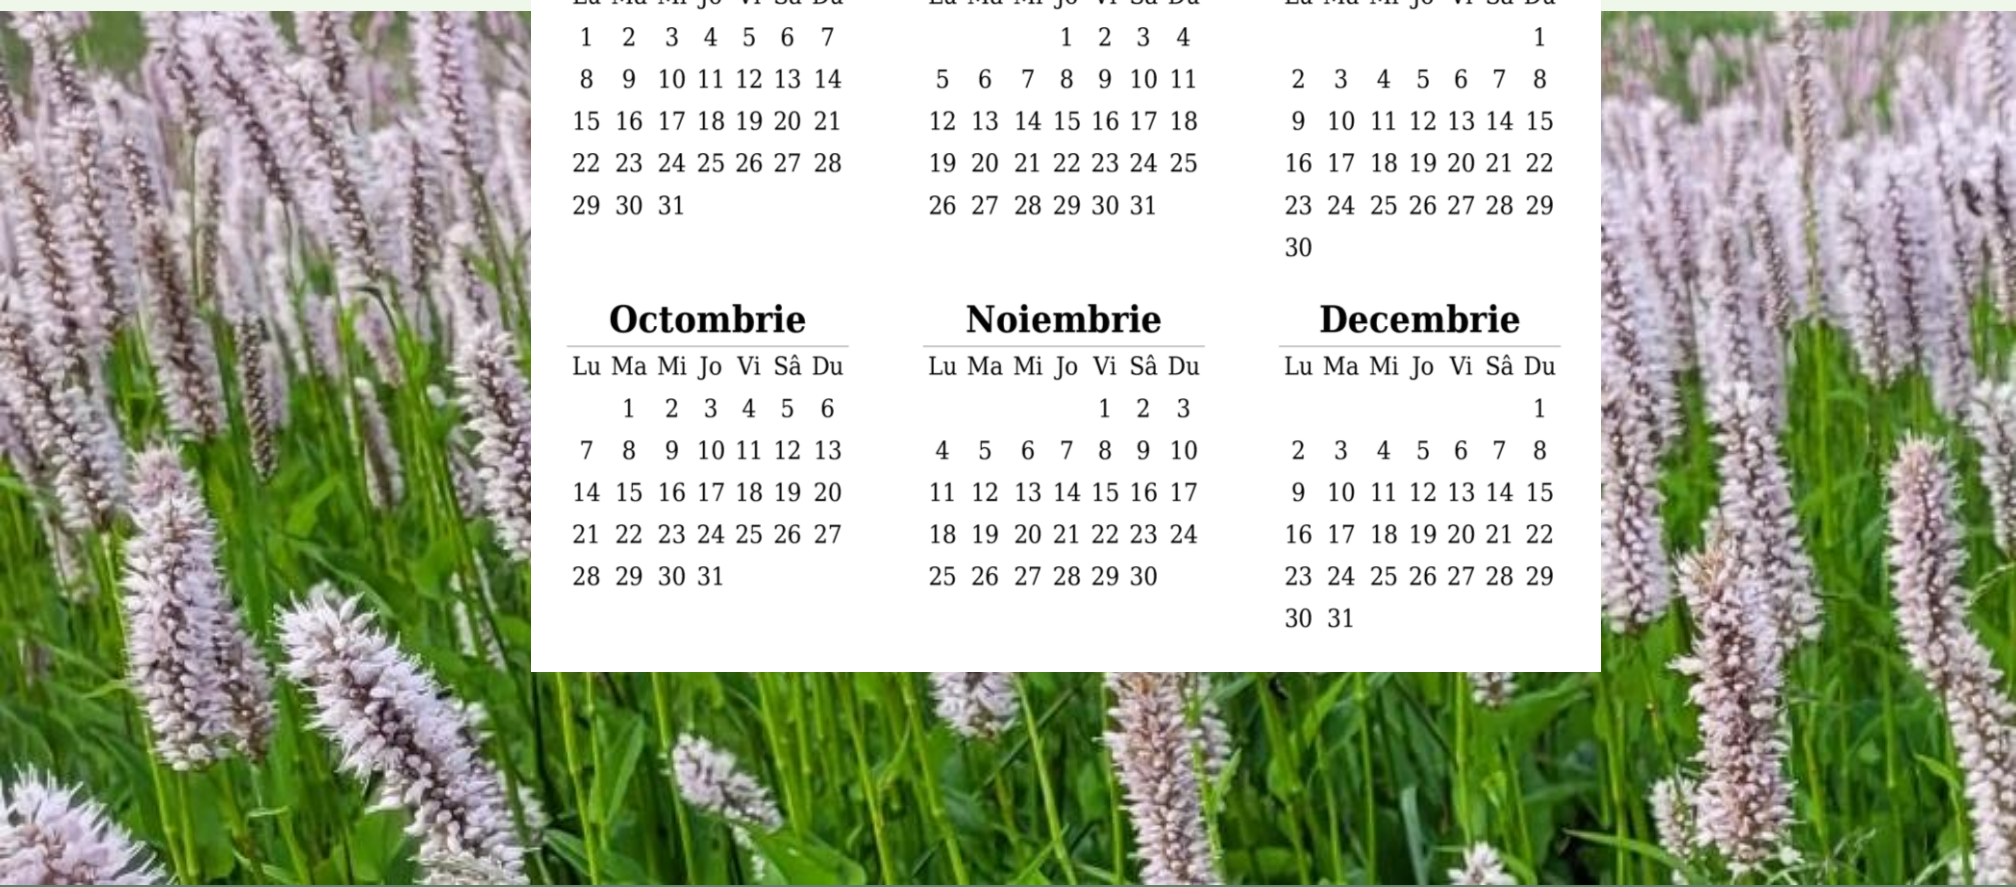 1 2 3 4 5 6 7
8 9 10 11 12 13 14
15 16 17 18 19 20 21
22 23 24 25 26 27 28
29 30 31
1 2 3 4
5 6 7 8 9 10 11
12 13 14 15 16 17 18
19 20 21 22 23 24 25
26 27 28 29 30 31
1
2 3 4 5 6 7 8
9 10 11 12 13 14 15
16 17 18 19 20 21 22
23 24 25 26 27 28 29
30
Octombrie
Lu Ma Mi Jo Vi Sâ Du
1 2 3 4 5 6
7 8 9 10 11 12 13
14 15 16 17 18 19 20
21 22 23 24 25 26 27
28 29 30 31
Noiembrie
Lu Ma Mi Jo Vi Sâ Du
1 2 3
4 5 6 7 8 9 10
11 12 13 14 15 16 17
18 19 20 21 22 23 24
25 26 27 28 29 30
Decembrie
Lu Ma Mi Jo Vi Sâ Du
1
2 3 4 5 6 7 8
9 10 11 12 13 14 15
16 17 18 19 20 21 22
23 24 25 26 27 28 29
30 31